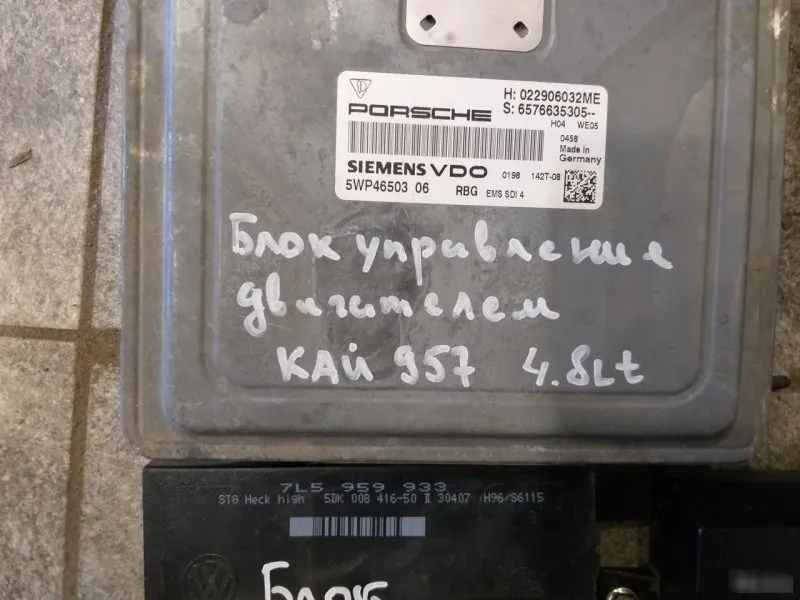 PORSCHE
H: 022906032ME
S: 6576635305--
H04 WE05
0458
Made in
Germany
SIEMENS VDO 0198 142T-08
5WP46503 06 RBG EMS SDI 4
Блок управление
двигателем
КАЙ 957 4.8Lt
7L5 959 933
STG Heck high 5DK 008 416-50 II 30407 H96/S6115
Блок